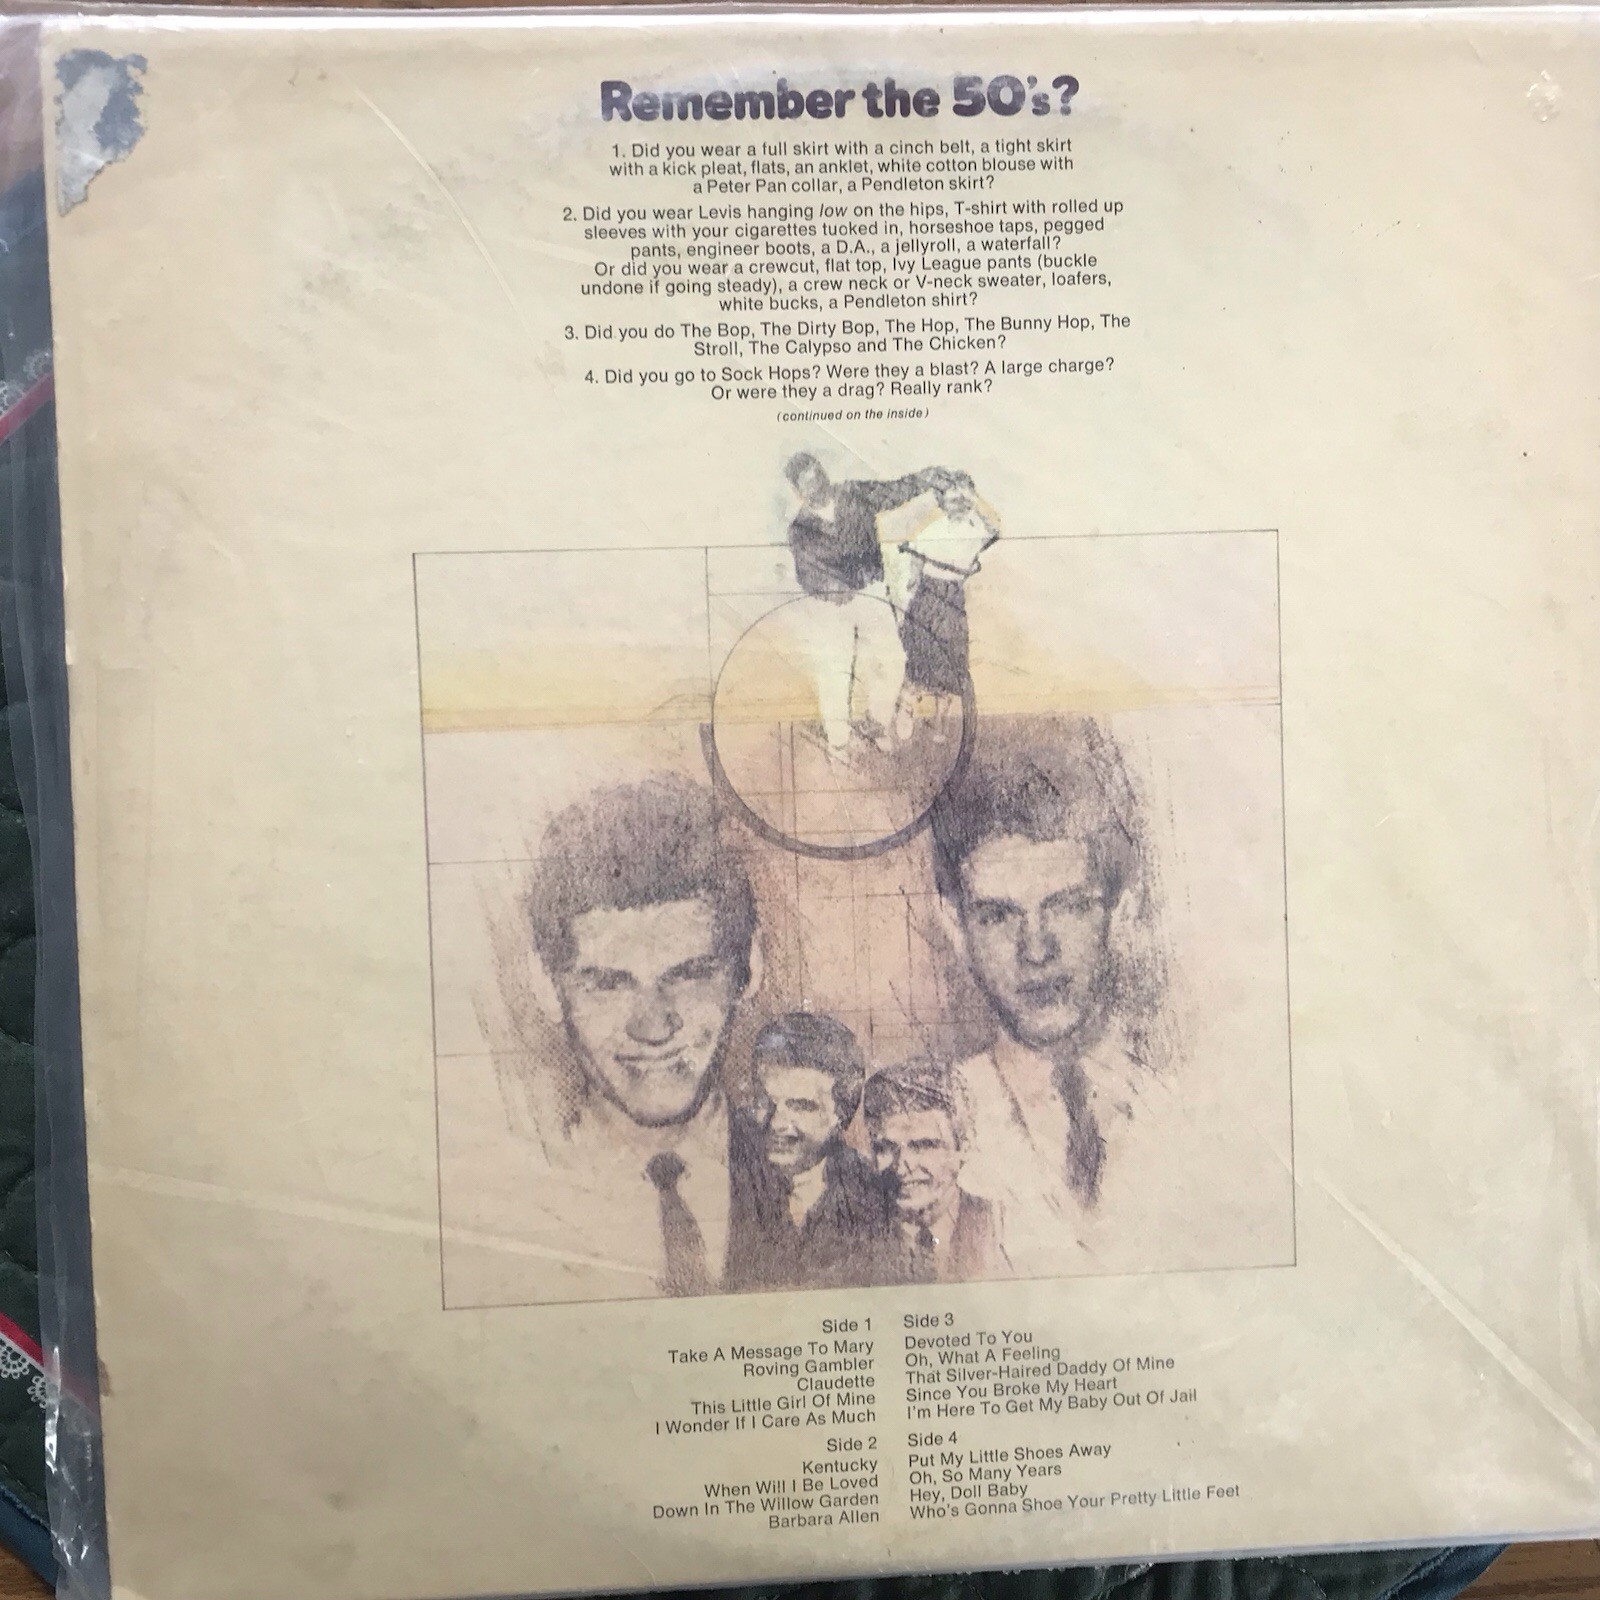 Remember the 50's?
1. Did you wear a full skirt with a cinch belt, a tight skirt
with a kick pleat, flats, an anklet, white cotton blouse with
a Peter Pan collar, a Pendleton skirt?
2. Did you wear Levis hanging low on the hips, T-shirt with rolled up
sleeves with your cigarettes tucked in, horseshoe taps, pegged
pants, engineer boots, a D.A., a jellyroll, a waterfall?
Or did you wear a crewcut, flat top, Ivy League pants (buckle
undone if going steady), a crew neck or V-neck sweater, loafers,
white bucks, a Pendleton shirt?
3. Did you do The Bop, The Dirty Bop, The Hop, The Bunny Hop, The
Stroll, The Calypso and The Chicken?
4. Did you go to Sock Hops? Were they a blast? A large charge?
Or were they a drag? Really rank?
(continued on the inside)
Side 1
Take A Message To Mary
Roving Gambler
Claudette
This Little Girl Of Mine
I Wonder If I Care As Much
Side 2
Kentucky
When Will I Be Loved
Down In The Willow Garden
Barbara Allen
Side 3
Devoted To You
Oh, What A Feeling
That Silver-Haired Daddy Of Mine
Since You Broke My Heart
I'm Here To Get My Baby Out Of Jail
Side 4
Put My Little Shoes Away
Oh, So Many Years
Hey, Doll Baby
Who's Gonna Shoe Your Pretty Little Feet